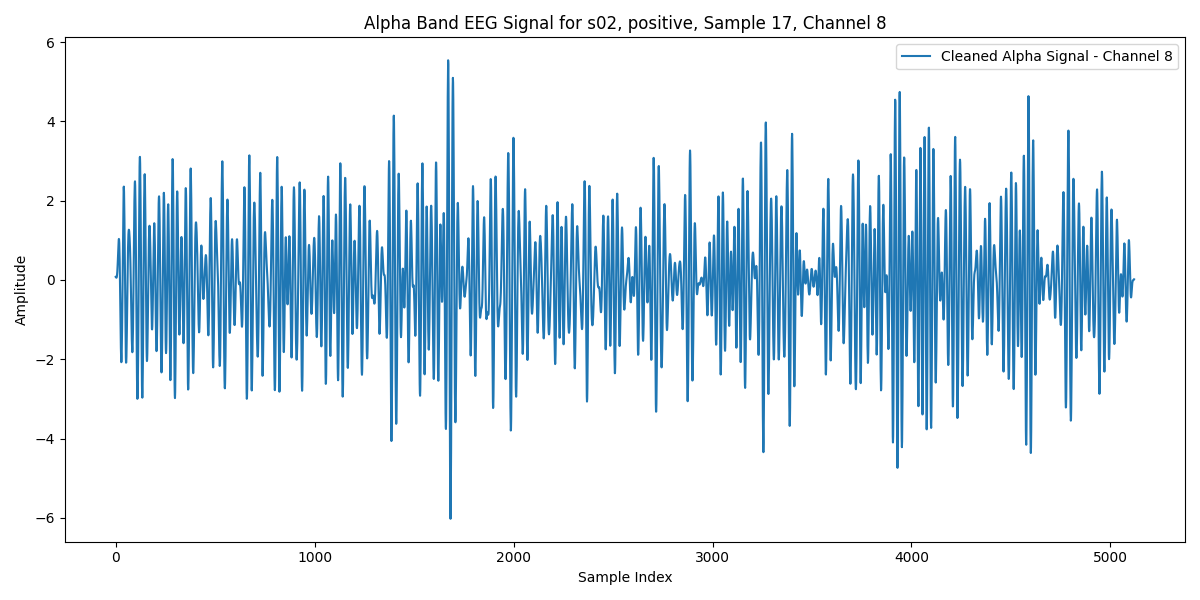 Alpha Band EEG Signal for s02, positive, Sample 17, Channel 8
Cleaned Alpha Signal - Channel 8
Amplitude
6
4
2
0
−2
−4
−6
0 1000 2000 3000 4000 5000
Sample Index